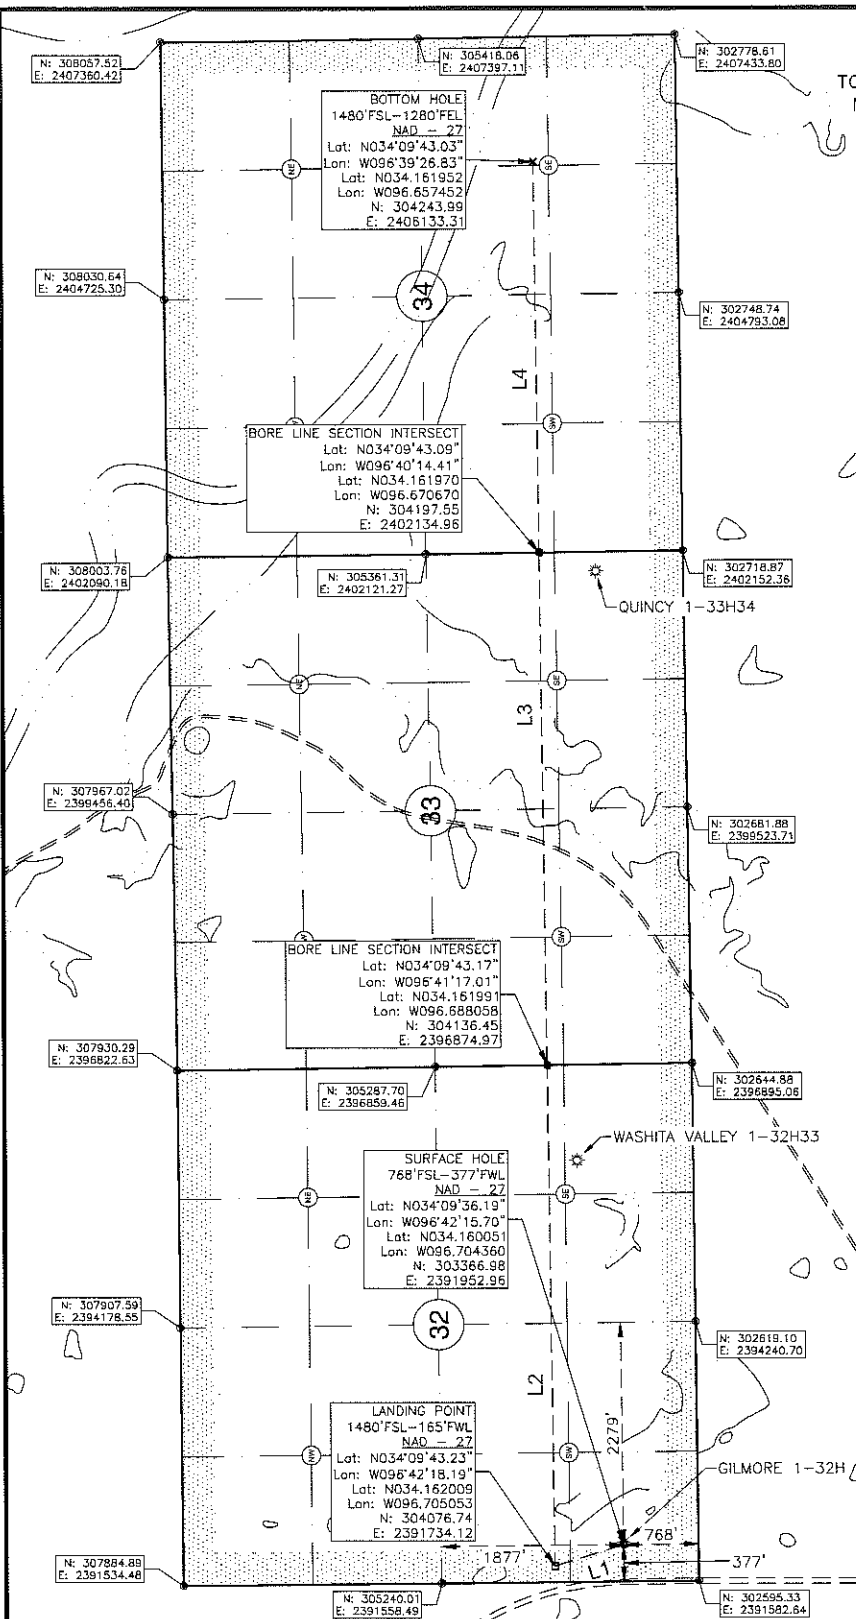 N: 308057.52
E: 2407360.42
N: 305418.06
E: 2407397.11
N: 302778.61
E: 2407433.80
TO
BOTTOM HOLE
1480'FSL-1280'FEL
NAD - 27
Lat: N034°09'43.03"
Lon: W096°39'26.83"
Lat: N034.161952
Lon: W096.657452
N: 304243.99
E: 2406133.31
NE
SE
N: 308030.64
E: 2404725.30
34
N: 302748.74
E: 2404793.08
L4
SW
BORE LINE SECTION INTERSECT
Lat: N034°09'43.09"
Lon: W096°40'14.41"
Lat: N034.161970
Lon: W096.670670
N: 304197.55
E: 2402134.96
N: 308003.76
E: 2402090.18
N: 305361.31
E: 2402121.27
N: 302718.87
E: 2402152.36
QUINCY 1-33H34
NE
SE
L3
N: 307967.02
E: 2399456.40
33
N: 302681.88
E: 2399523.71
SW
BORE LINE SECTION INTERSECT
Lat: N034°09'43.17"
Lon: W096°41'17.01"
Lat: N034.161991
Lon: W096.688058
N: 304136.45
E: 2396874.97
N: 307930.29
E: 2396822.63
N: 305287.70
E: 2396859.46
N: 302644.88
E: 2396895.06
WASHITA VALLEY 1-32H33
SURFACE HOLE
768'FSL-377'FWL
NAD - 27
Lat: N034°09'36.19"
Lon: W096°42'15.70"
Lat: N034.160051
Lon: W096.704360
N: 303366.98
E: 2391952.96
NE
SE
N: 307907.59
E: 2394178.55
32
N: 302619.10
E: 2394240.70
L2
2279'
LANDING POINT
1480'FSL-165'FWL
NAD - 27
Lat: N034°09'43.23"
Lon: W096°42'18.19"
Lat: N034.162009
Lon: W096.705053
N: 304076.74
E: 2391734.12
NW
SW
GILMORE 1-32H
768'
1877'
L1
377'
N: 307884.89
E: 2391534.48
N: 305240.01
E: 2391558.49
N: 302595.33
E: 2391582.64